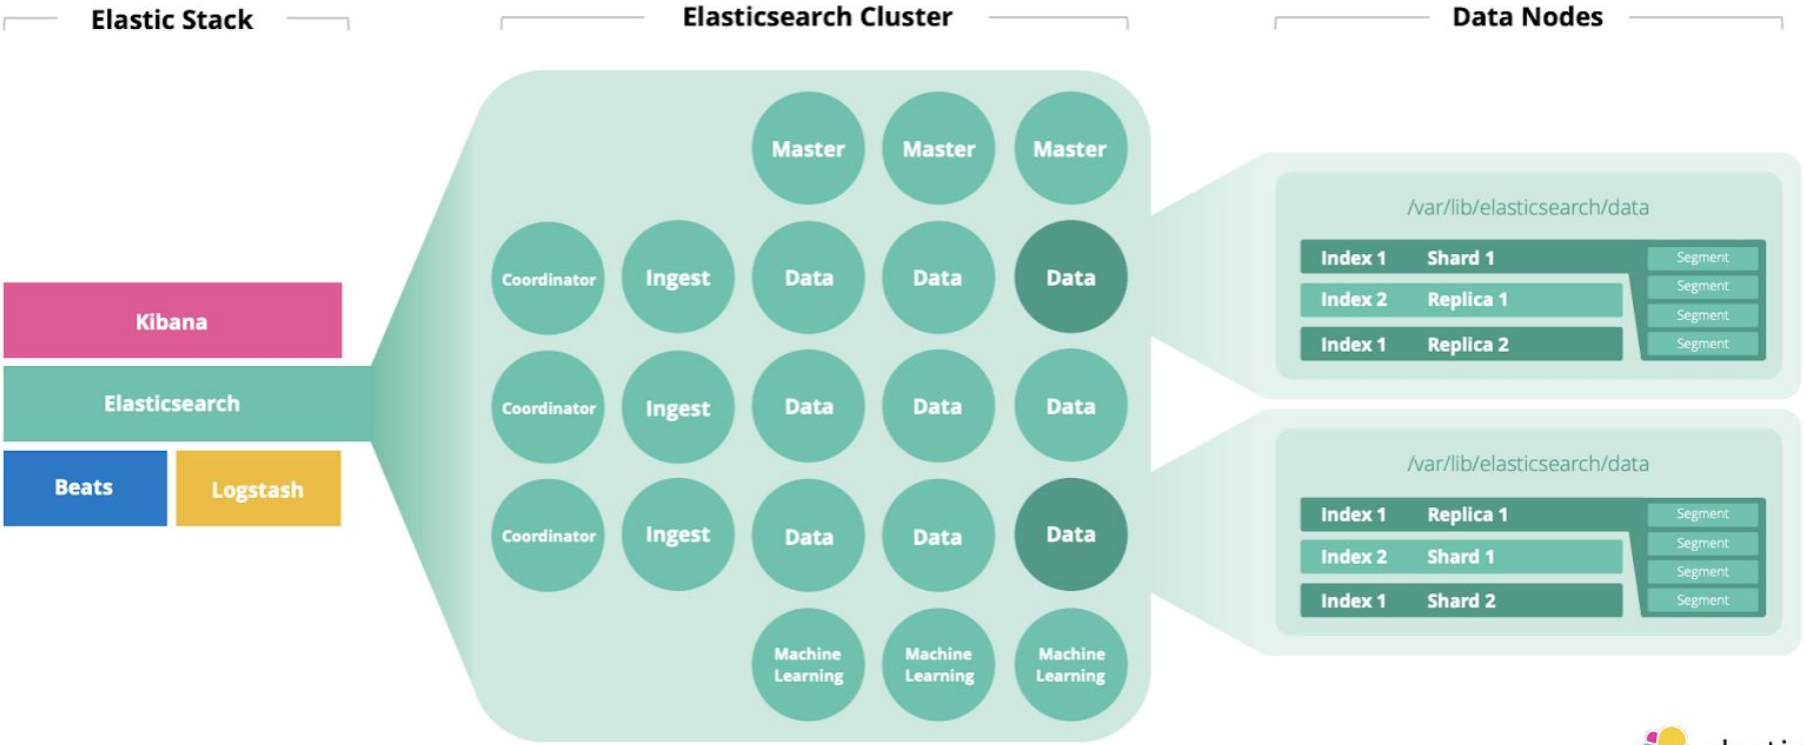 Elastic Stack
Elasticsearch Cluster
Data Nodes
Kibana
Elasticsearch
Beats
Logstash
Master
Master
Master
Coordinator
Ingest
Data
Data
Data
Coordinator
Ingest
Data
Data
Data
Coordinator
Ingest
Data
Data
Data
Machine
Learning
Machine
Learning
Machine
Learning
/var/lib/elasticsearch/data
Index 1 Shard 1
Index 2 Replica 1
Index 1 Replica 2
Segment
Segment
Segment
Segment
/var/lib/elasticsearch/data
Index 1 Replica 1
Index 2 Shard 1
Index 1 Shard 2
Segment
Segment
Segment
Segment